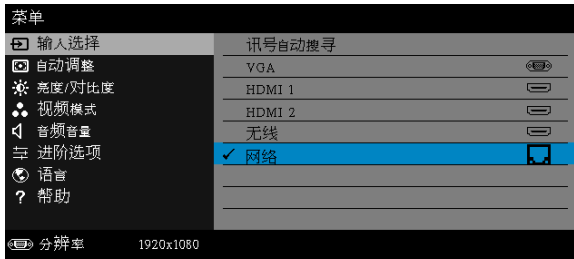 菜单
输入选择
自动调整
亮度/对比度
视频模式
音频音量
进阶选项
语言
帮助
讯号自动搜寻
VGA
HDMI 1
HDMI 2
无线
网络
分辨率 1920x1080